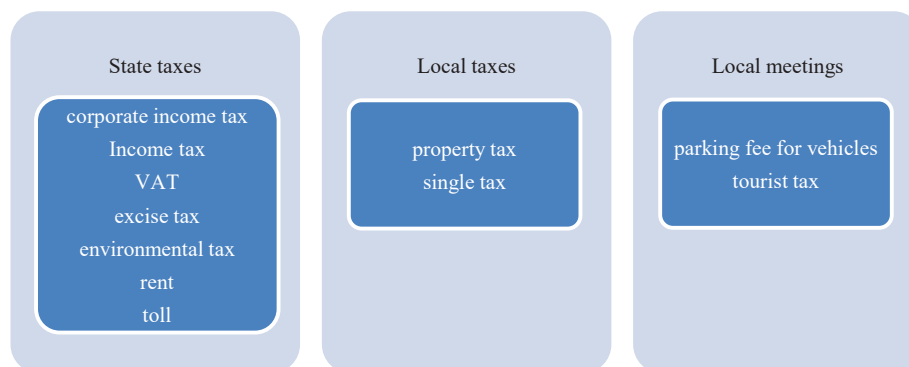 State taxes
corporate income tax
Income tax
VAT
excise tax
environmental tax
rent
toll
Local taxes
property tax
single tax
Local meetings
parking fee for vehicles
tourist tax